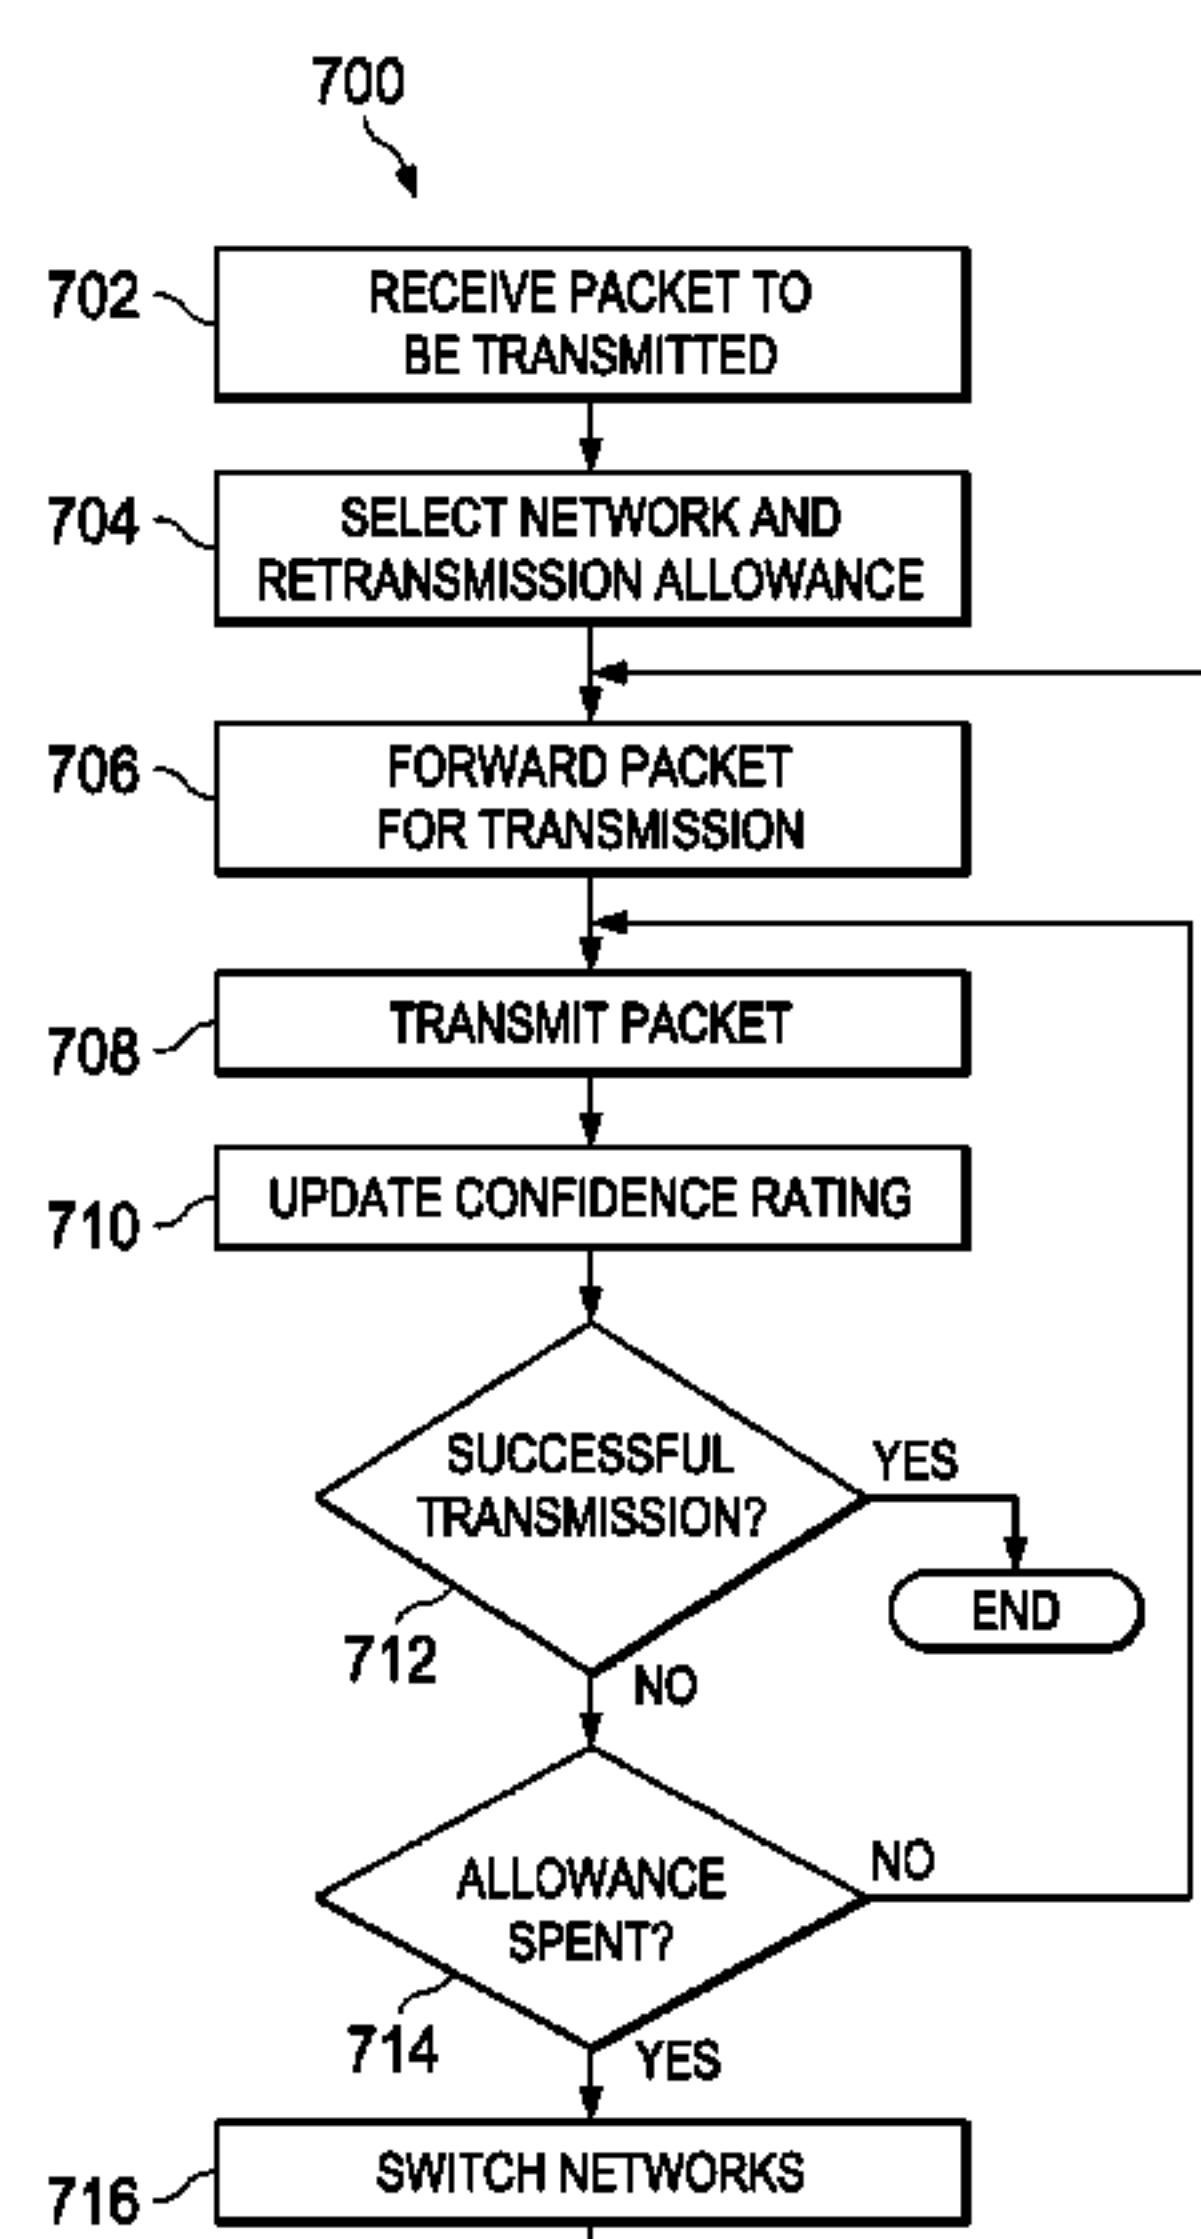 700
702
RECEIVE PACKET TO
BE TRANSMITTED
704
SELECT NETWORK AND
RETRANSMISSION ALLOWANCE
706
FORWARD PACKET
FOR TRANSMISSION
708
TRANSMIT PACKET
710
UPDATE CONFIDENCE RATING
SUCCESSFUL
TRANSMISSION?
YES
END
712
NO
ALLOWANCE
SPENT?
NO
714
YES
716
SWITCH NETWORKS